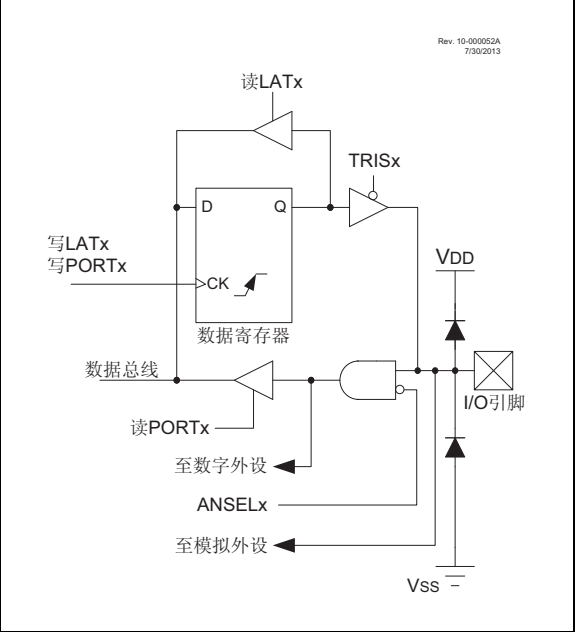 Rev. 10-000052A
7/30/2013
读LATx
TRISx
D
Q
写LATx
写PORTx
CK
VDD
数据寄存器
数据总线
I/O引脚
读PORTx
至数字外设
ANSELx
至模拟外设
VSS